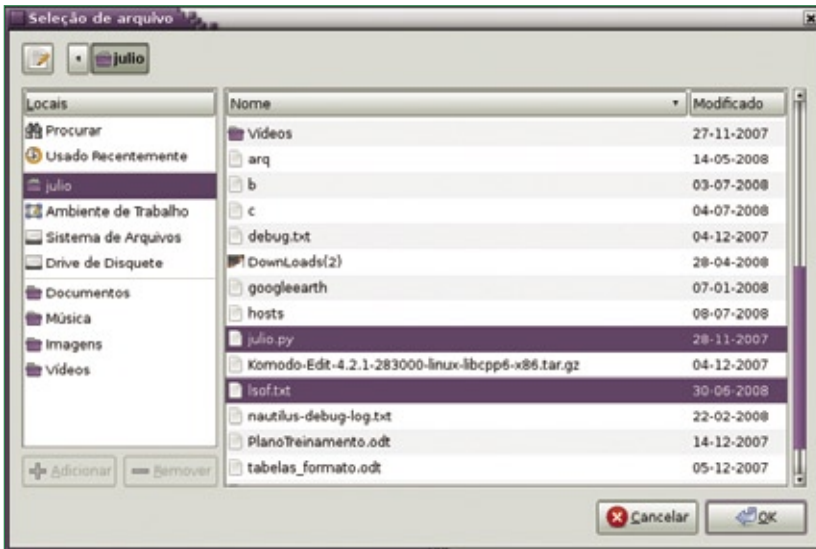 Seleção de arquivo
julio
Locais
Procurar
Usado Recentemente
julio
Ambiente de Trabalho
Sistema de Arquivos
Drive de Disquete
Documentos
Música
Imagens
Vídeos
Adicionar Remover
Nome Modificado
Vídeos 27-11-2007
arq 14-05-2008
b 03-07-2008
c 04-07-2008
debug.txt 04-12-2007
DownLoads(2) 28-04-2008
googleearth 07-01-2008
hosts 08-07-2008
julio.py 28-11-2007
Komodo-Edit-4.2.1-283000-linux-libcpp6-x86.tar.gz 04-12-2007
lsof.txt 30-06-2008
nautilus-debug-log.txt 22-02-2008
PlanoTreinamento.odt 14-12-2007
tabelas_formato.odt 05-12-2007
Cancelar OK